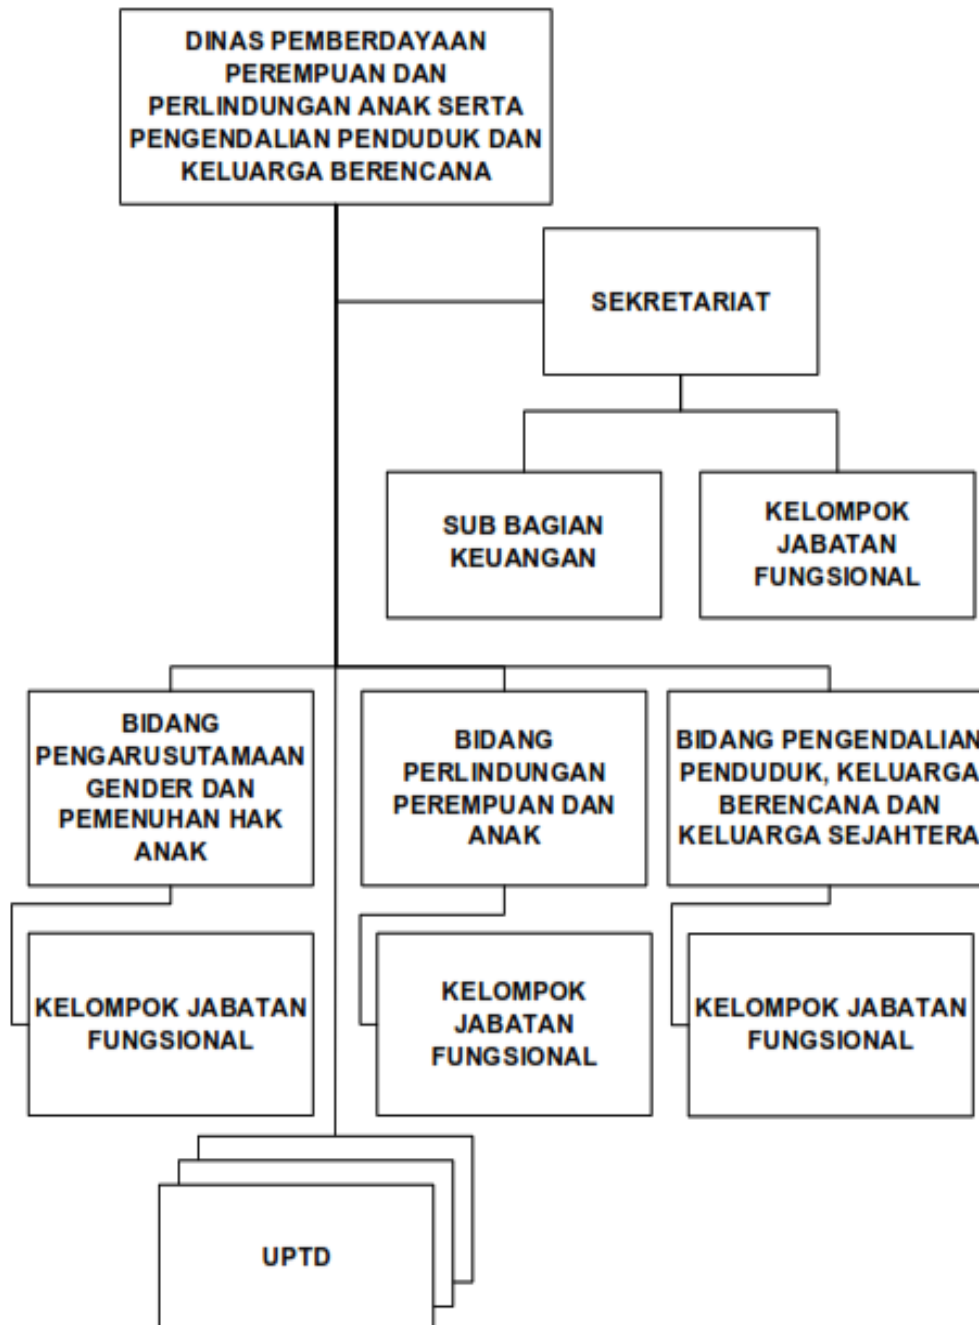 DINAS PEMBERDAYAAN
PEREMPUAN DAN
PERLINDUNGAN ANAK SERTA
PENGENDALIAN PENDUDUK DAN
KELUARGA BERENCANA
SEKRETARIAT
SUB BAGIAN
KEUANGAN
KELOMPOK
JABATAN
FUNGSIONAL
BIDANG
PENGARUSUTAMAAN
GENDER DAN
PEMENUHAN HAK
ANAK
BIDANG
PERLINDUNGAN
PEREMPUAN DAN
ANAK
BIDANG PENGENDALIAN
PENDUDUK, KELUARGA
BERENCANA DAN
KELUARGA SEJAHTERA
KELOMPOK JABATAN
FUNGSIONAL
KELOMPOK
JABATAN
FUNGSIONAL
KELOMPOK JABATAN
FUNGSIONAL
UPTD